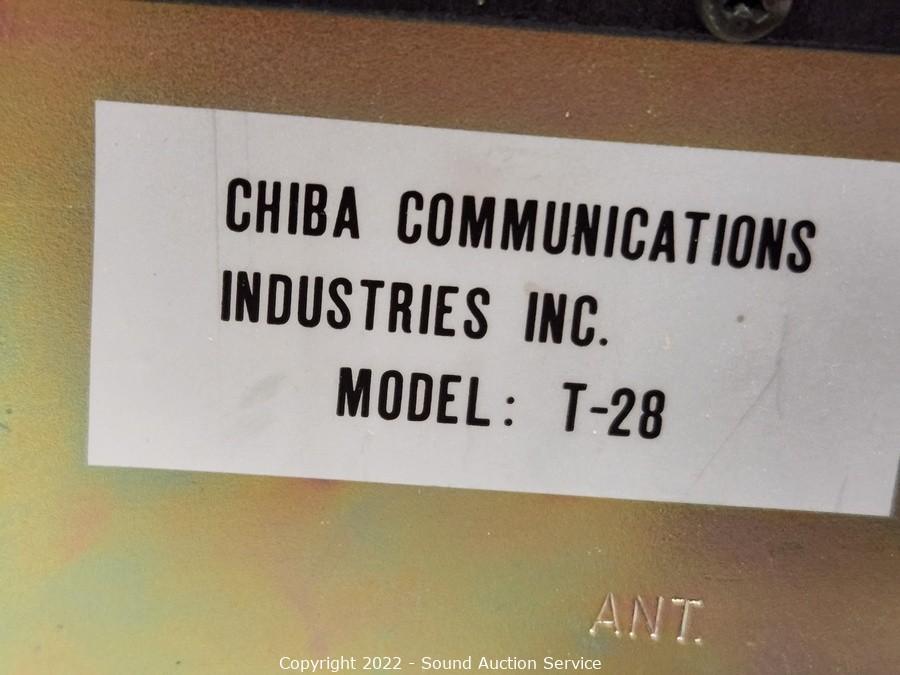 CHIBA COMMUNICATIONS
INDUSTRIES INC.
MODEL: T-28
ANT.
Copyright 2022 - Sound Auction Service